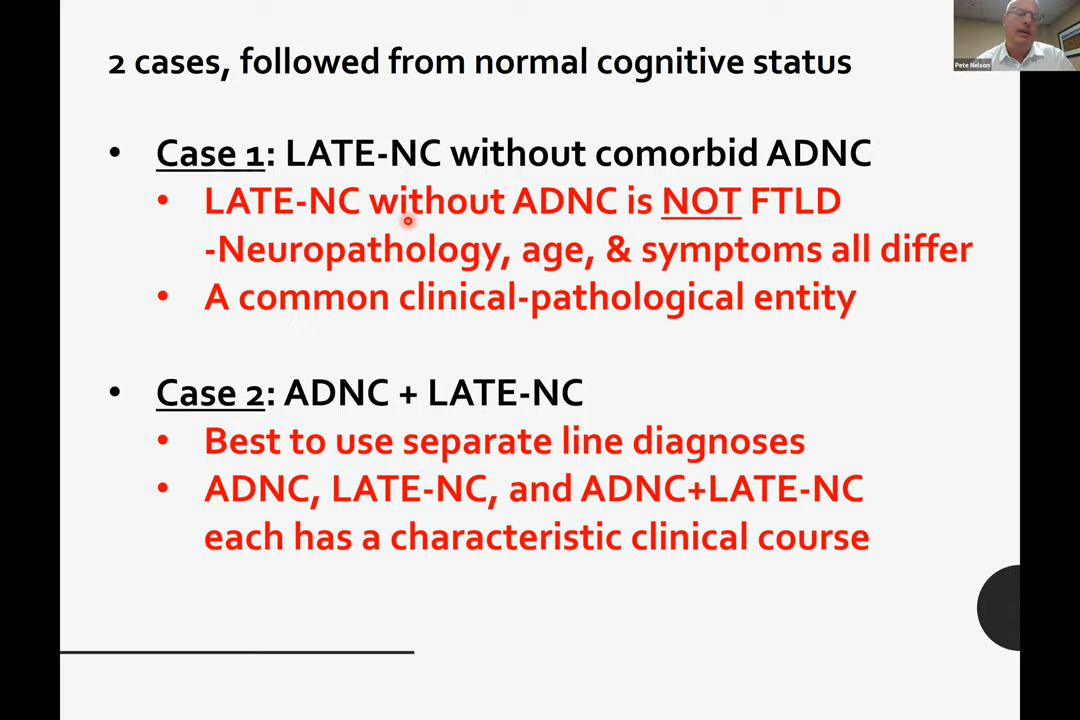 2 cases, followed from normal cognitive status
Pete Nelson
• Case 1: LATE-NC without comorbid ADNC
• LATE-NC without ADNC is NOT FTLD
-Neuropathology, age, & symptoms all differ
• A common clinical-pathological entity
• Case 2: ADNC + LATE-NC
• Best to use separate line diagnoses
• ADNC, LATE-NC, and ADNC+LATE-NC
each has a characteristic clinical course